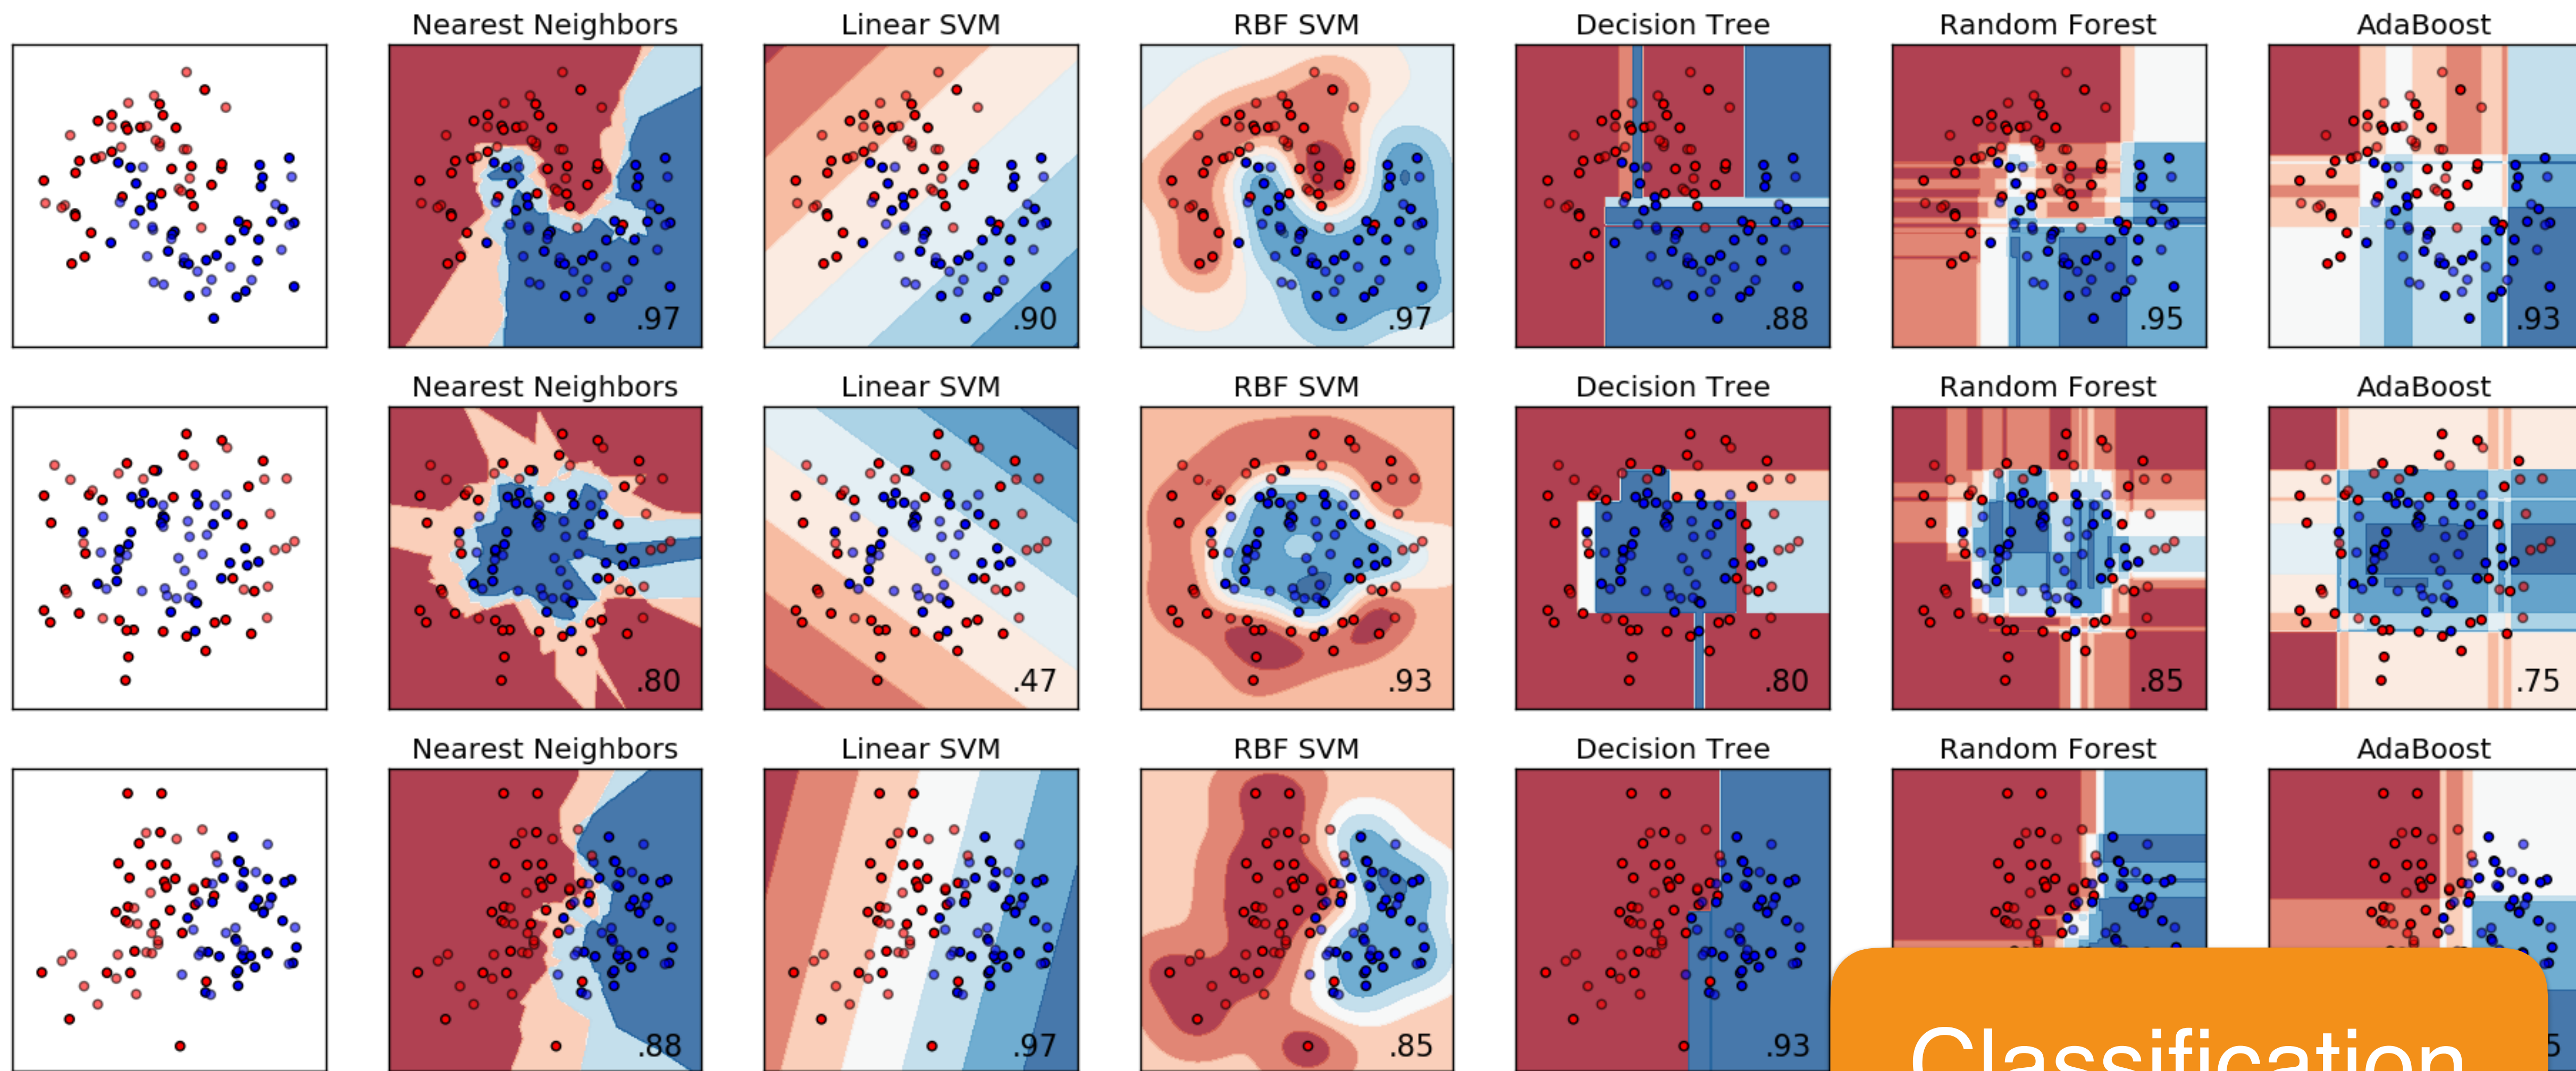 Nearest Neighbors
Linear SVM
RBF SVM
Decision Tree
Random Forest
AdaBoost
.97
.90
.97
.88
.95
.93
Nearest Neighbors
Linear SVM
RBF SVM
Decision Tree
Random Forest
AdaBoost
.80
.47
.93
.80
.85
.75
Nearest Neighbors
Linear SVM
RBF SVM
Decision Tree
Random Forest
AdaBoost
.88
.97
.85
.93
5
Classification